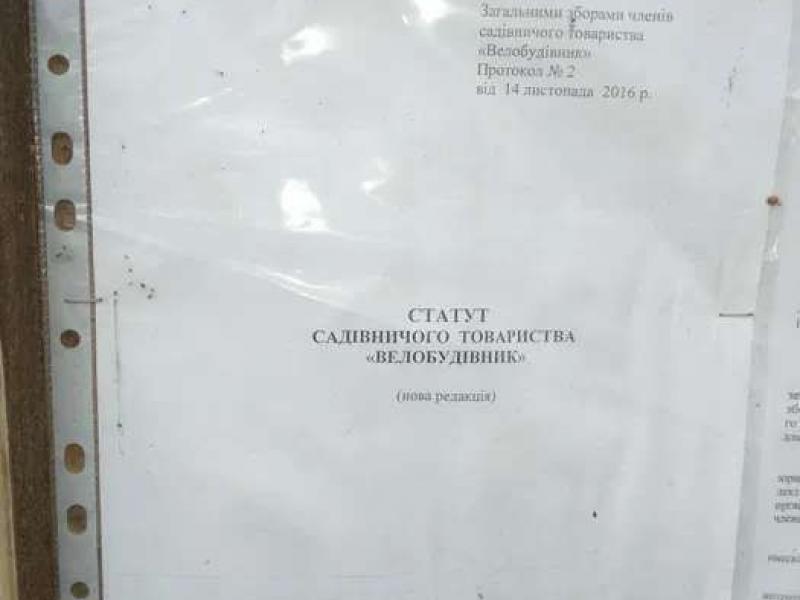 Загальними зборами членів
садівничого товариства
«Велобудівник»
Протокол № 2
від 14 листопада 2016 р.
СТАТУТ
САДІВНИЧОГО ТОВАРИСТВА
«ВЕЛОБУДІВНИК»
(нова редакція)